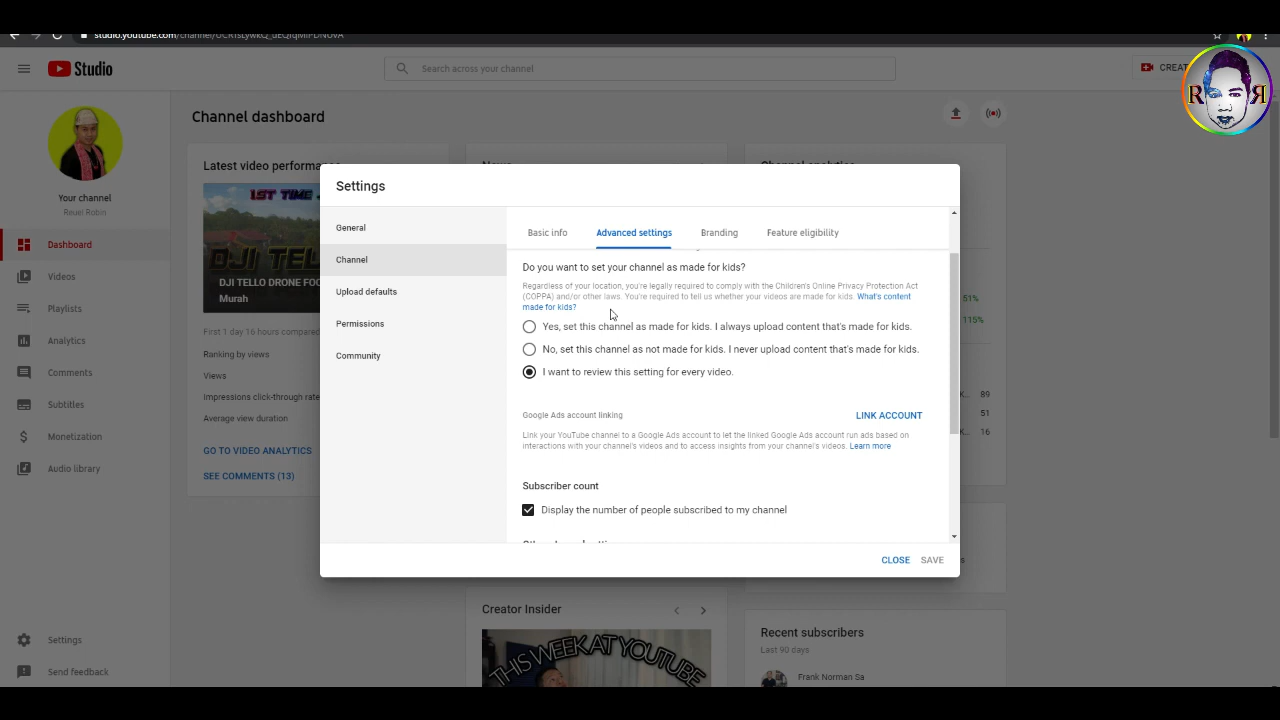 Studio
Search across your channel
CREAT
R R
Channel dashboard
Your channel
Reuel Robin
Dashboard
Videos
Playlists
Analytics
Comments
Subtitles
Monetization
Audio library
Settings
Send feedback
Latest video performance
1ST TIME
DJI TELLO
DJI TELLO DRONE FOO
Murah
First 1 day 16 hours compared
Ranking by views
Views
Impressions click-through rate
Average view duration
GO TO VIDEO ANALYTICS
SEE COMMENTS (13)
News
Channel analytics
51%
115%
K... 89
51
K... 16
Settings
General
Channel
Upload defaults
Permissions
Community
Basic info
Advanced settings
Branding
Feature eligibility
Do you want to set your channel as made for kids?
Regardless of your location, you're legally required to comply with the Children's Online Privacy Protection Act
(COPPA) and/or other laws. You're required to tell us whether your videos are made for kids. What's content
made for kids?
Yes, set this channel as made for kids. I always upload content that's made for kids.
No, set this channel as not made for kids. I never upload content that's made for kids.
I want to review this setting for every video.
Google Ads account linking
LINK ACCOUNT
Link your YouTube channel to a Google Ads account to let the linked Google Ads account run ads based on
interactions with your channel's videos and to access insights from your channel's videos. Learn more
Subscriber count
Display the number of people subscribed to my channel
CLOSE
SAVE
Creator Insider
THIS WEEK AT YOUTUBE
Recent subscribers
Last 90 days
Frank Norman Sa